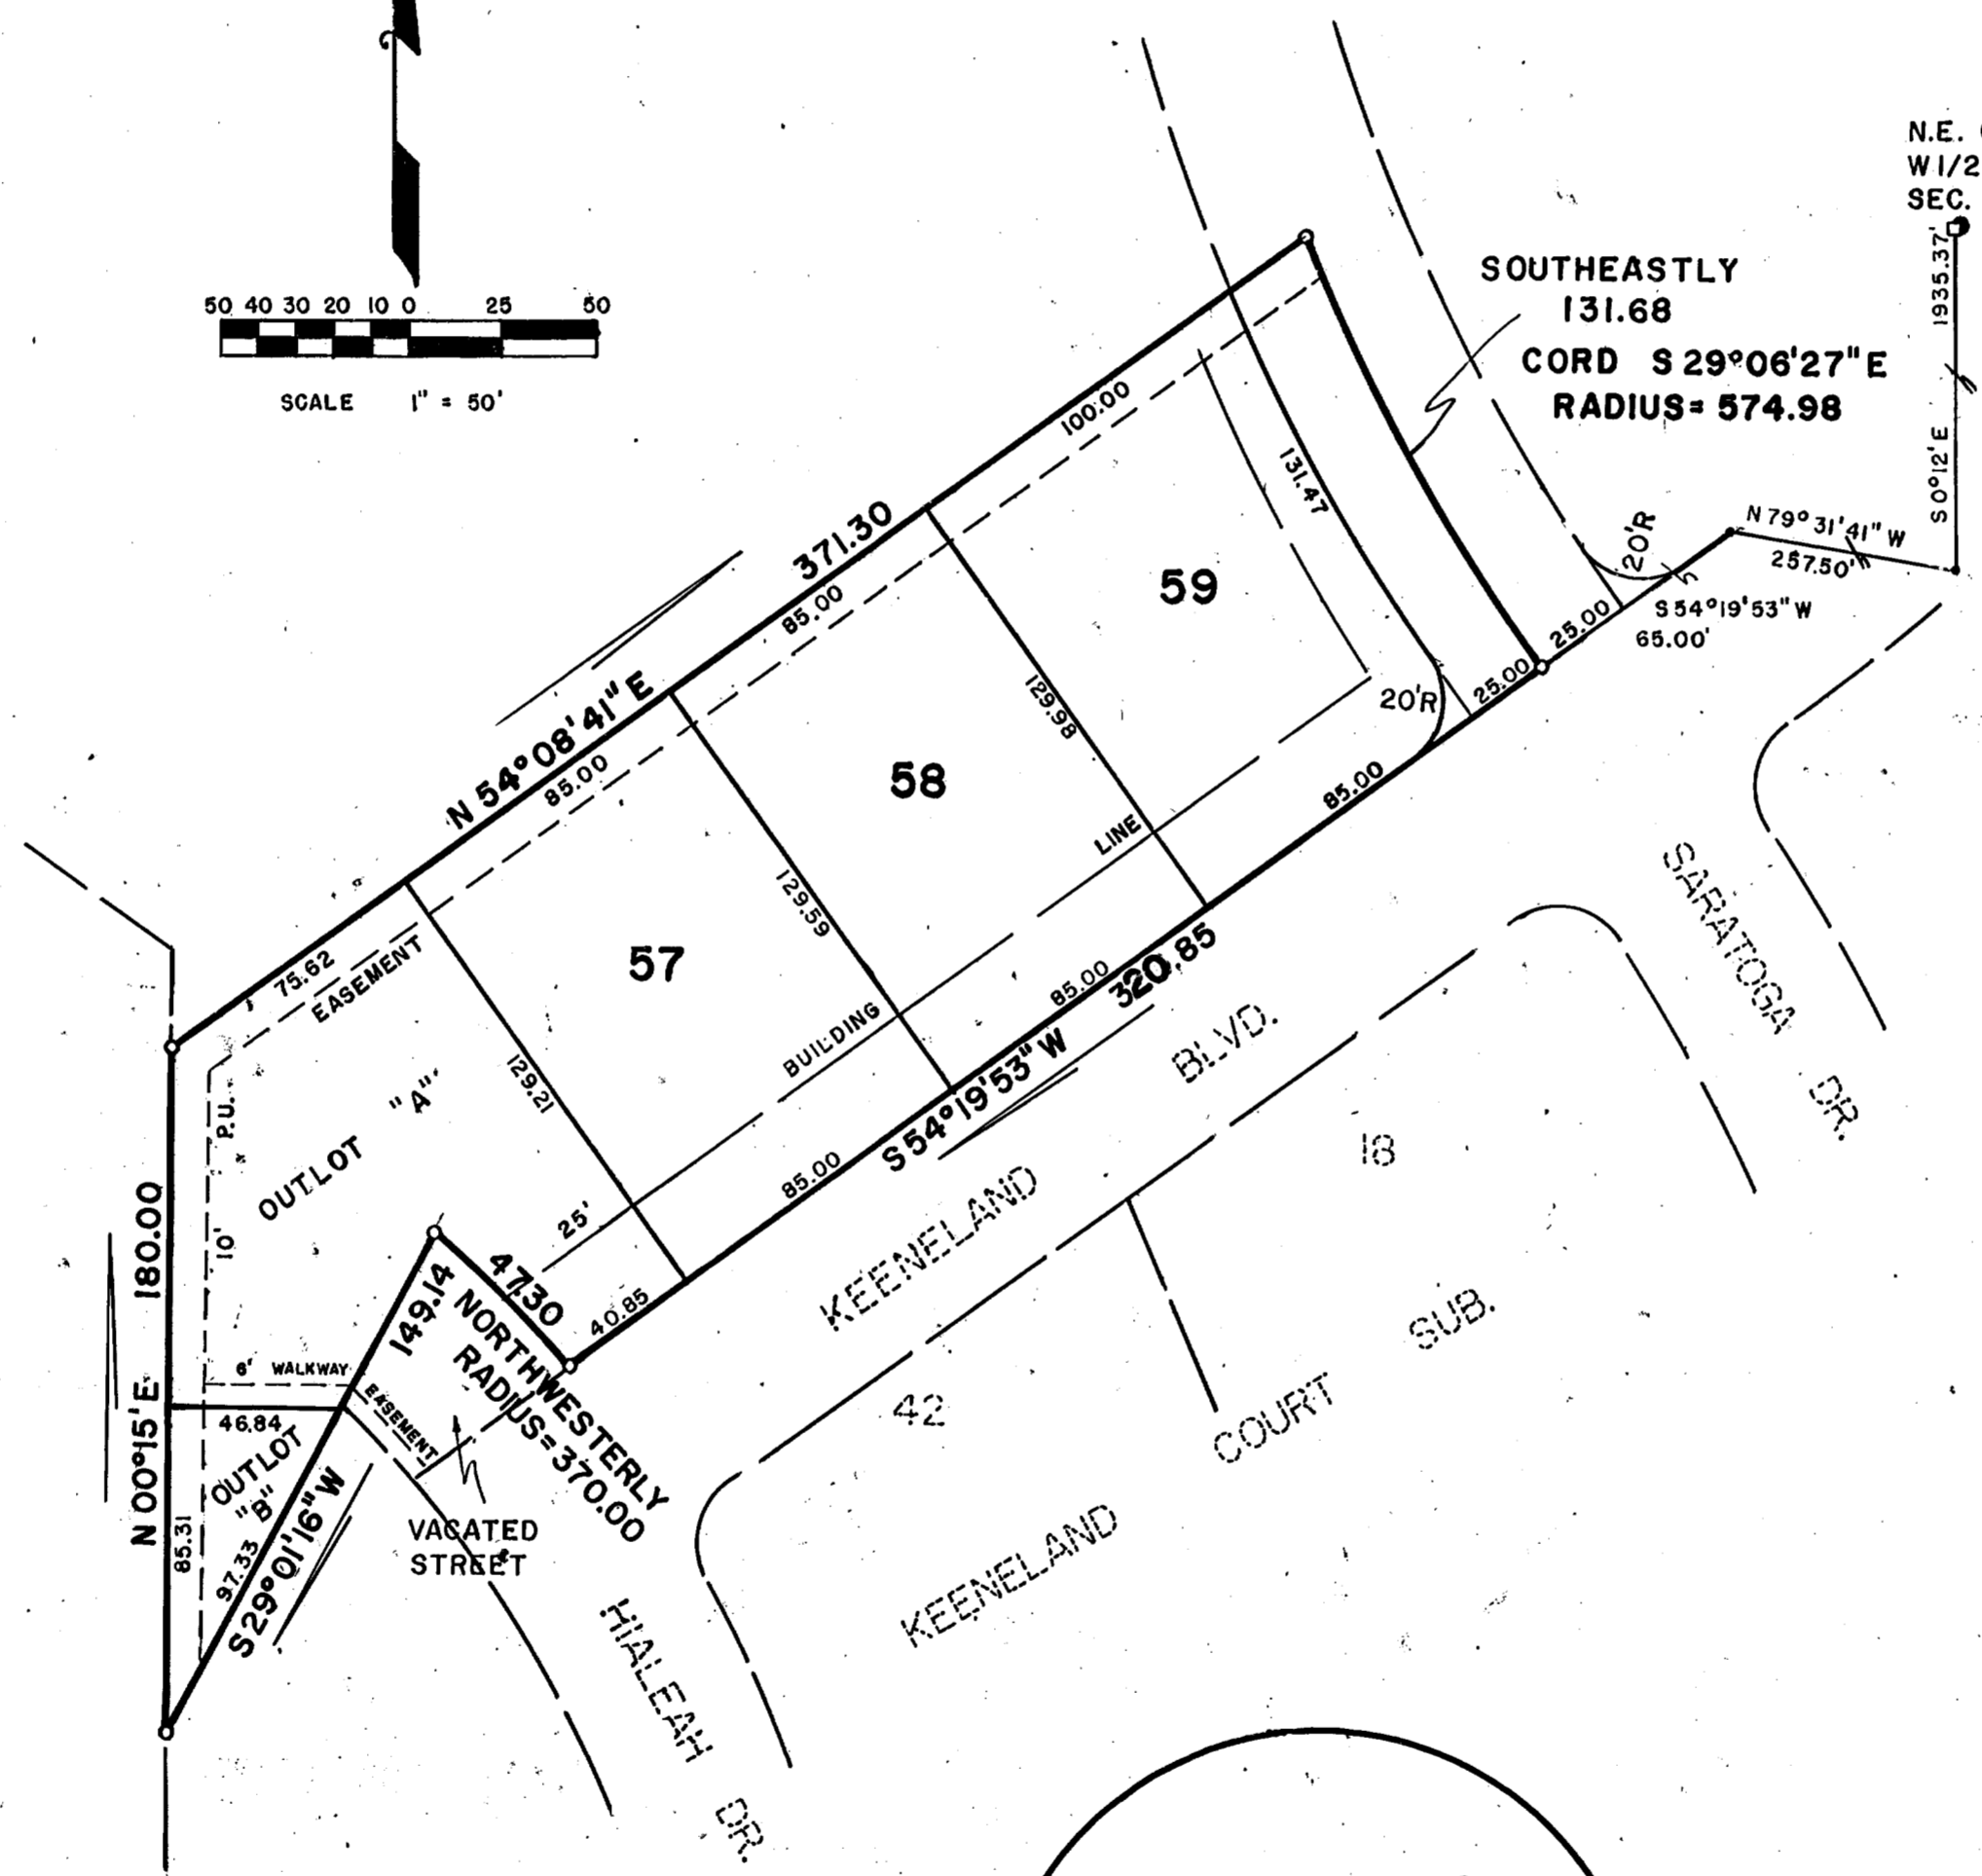 50 40 30 20 10 0 25 50
SCALE 1" = 50'
N.E.
W 1/2
SEC.
1935.37'
S 0°12' E
SOUTHEASTLY
131.68
CORD S 29°06'27" E
RADIUS= 574.98
N 79° 31' 41" W
257.50'
20'R
25.00
S 54°19'53" W
65.00'
100.00
131.47
371.30
85.00
59
129.98
20'R
25.00
N 54°08'41" E
85.00
58
85.00
LINE
129.59
57
75.62
EASEMENT
129.21
BUILDING
85.00
320.85
S 54°19'53" W
BLVD.
SARATOGA DR.
P.U.
10'
OUTLOT "A"
25'
85.00
KEENELAND
18
N 00°15' E 180.00
47.30
149.14
NORTHWESTERLY
RADIUS=370.00
40.85
6' WALKWAY
EASEMENT
46.84
OUTLOT
"B"
85.31
97.33
S 29°01'16" W
VACATED
STREET
42
COURT SUB.
KEENELAND
HIALEAH DR.